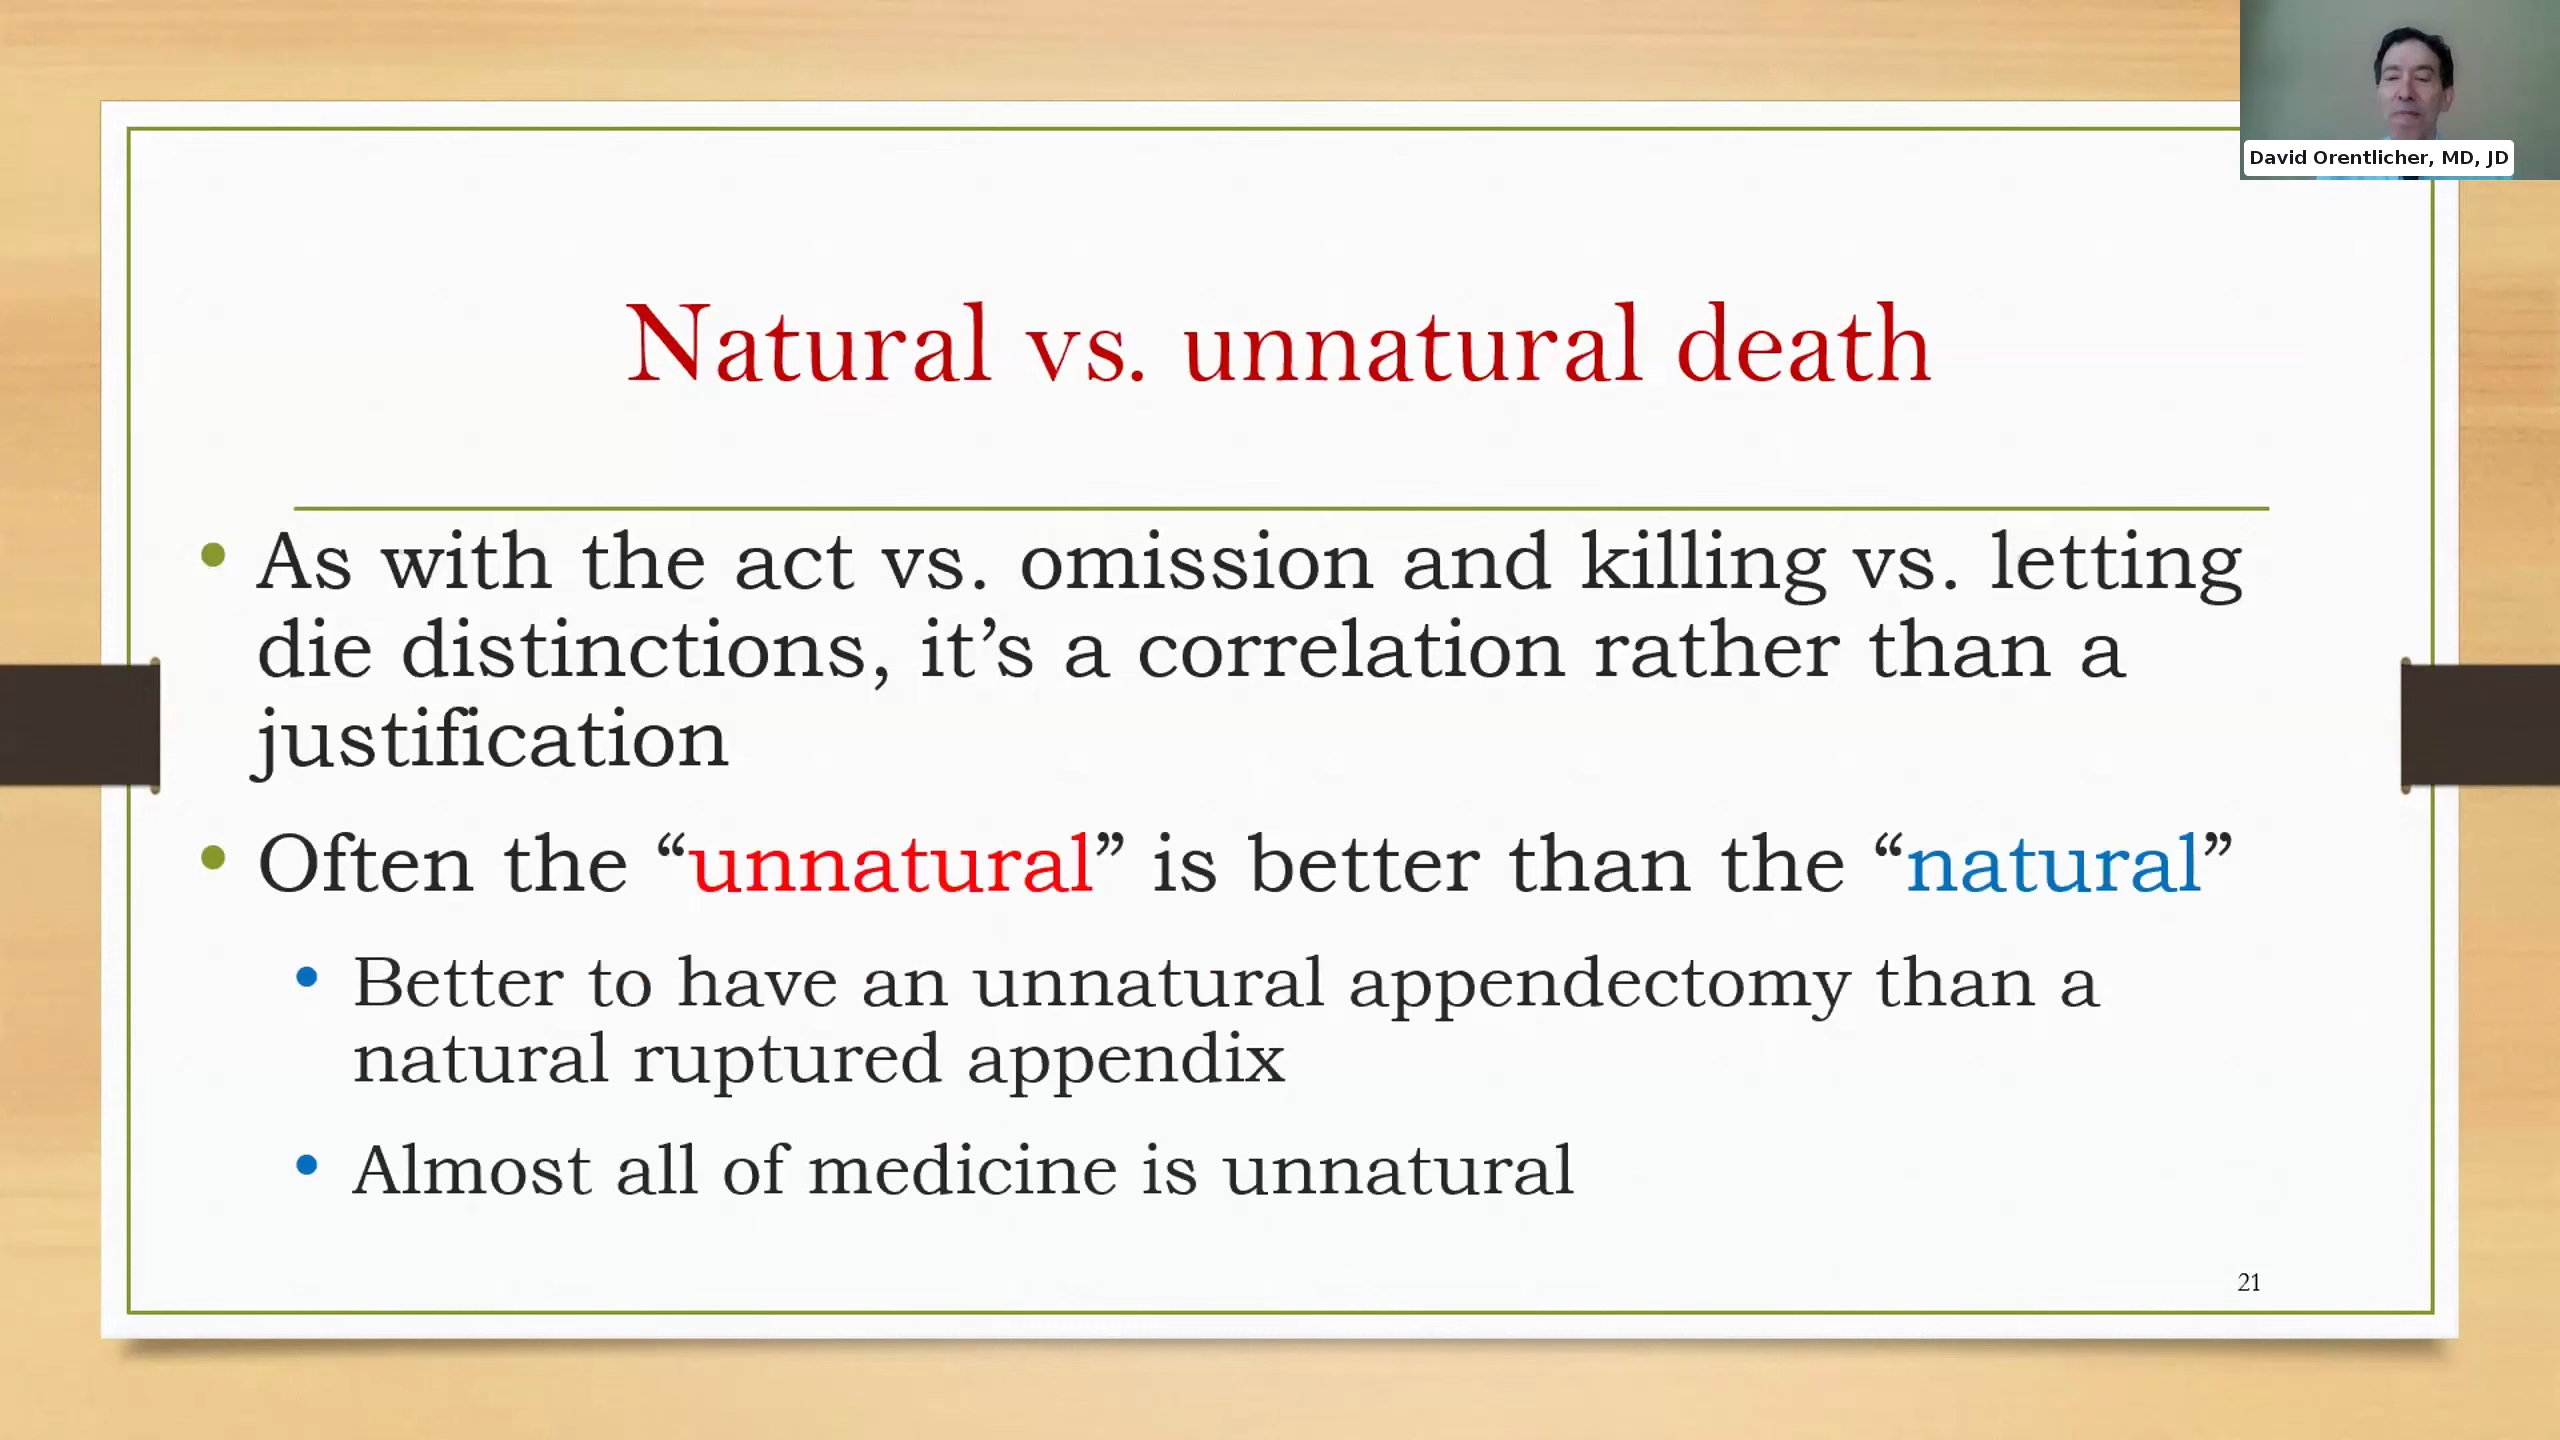 David Orentlicher, MD, JD
Natural vs. unnatural death
• As with the act vs. omission and killing vs. letting
die distinctions, it’s a correlation rather than a
justification
• Often the “unnatural” is better than the “natural”
• Better to have an unnatural appendectomy than a
natural ruptured appendix
• Almost all of medicine is unnatural
21